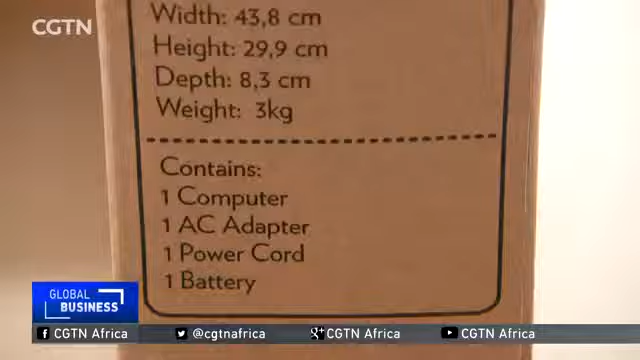 CGTN
Width: 43,8 cm
Height: 29,9 cm
Depth: 8,3 cm
Weight: 3kg
Contains:
1 Computer
1 AC Adapter
1 Power Cord
1 Battery
GLOBAL
BUSINESS
CGTN Africa @cgtnafrica CGTN Africa CGTN Africa